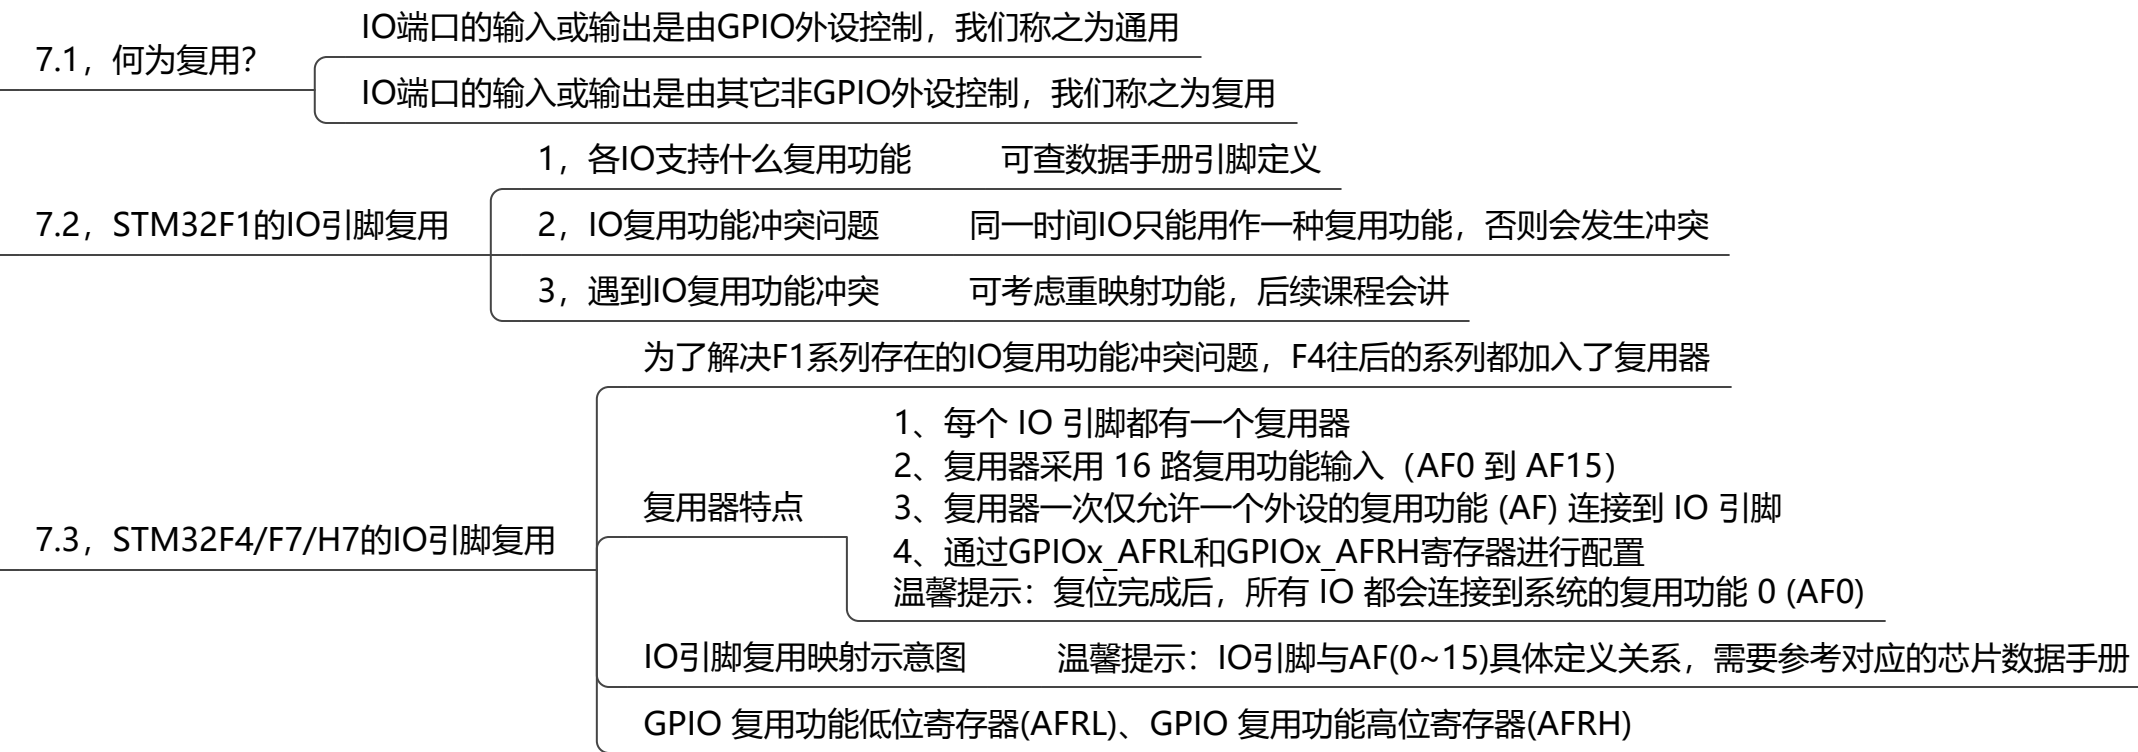 7.1，何为复用？
IO端口的输入或输出是由GPIO外设控制，我们称之为通用
IO端口的输入或输出是由其它非GPIO外设控制，我们称之为复用
7.2，STM32F1的IO引脚复用
1，各IO支持什么复用功能
可查数据手册引脚定义
2，IO复用功能冲突问题
同一时间IO只能用作一种复用功能，否则会发生冲突
3，遇到IO复用功能冲突
可考虑重映射功能，后续课程会讲
7.3，STM32F4/F7/H7的IO引脚复用
为了解决F1系列存在的IO复用功能冲突问题，F4往后的系列都加入了复用器
复用器特点
1、每个 IO 引脚都有一个复用器
2、复用器采用 16 路复用功能输入（AF0 到 AF15）
3、复用器一次仅允许一个外设的复用功能 (AF) 连接到 IO 引脚
4、通过GPIOx_AFRL和GPIOx_AFRH寄存器进行配置
温馨提示：复位完成后，所有 IO 都会连接到系统的复用功能 0 (AF0)
IO引脚复用映射示意图
温馨提示：IO引脚与AF(0~15)具体定义关系，需要参考对应的芯片数据手册
GPIO 复用功能低位寄存器(AFRL)、GPIO 复用功能高位寄存器(AFRH)